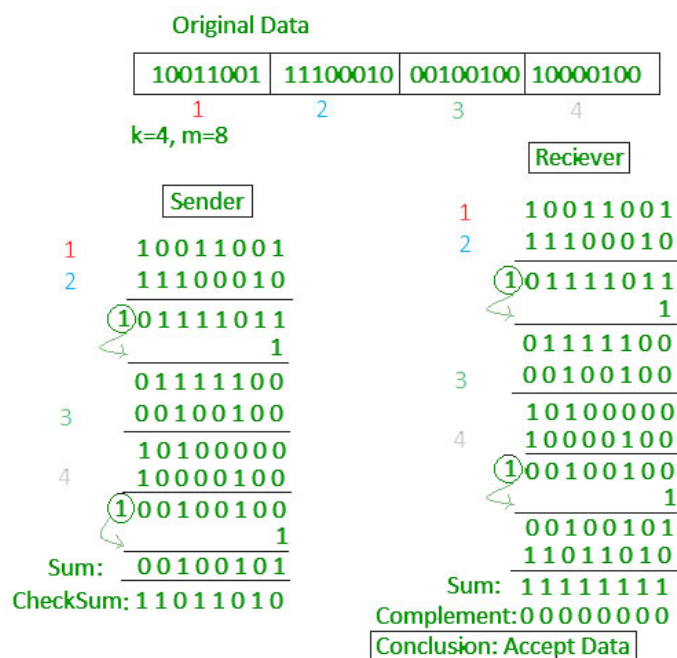 Original Data
10011001 11100010 00100100 10000100
1 2 3 4
k=4, m=8
Sender
1 10011001
2 11100010
1 01111011
1
01111100
3 00100100
10100000
4 10000100
1 00100100
1
Sum: 00100101
CheckSum: 11011010
Reciever
1 10011001
2 11100010
1 01111011
1
01111100
3 00100100
10100000
4 10000100
1 00100100
1
00100101
11011010
Sum: 11111111
Complement: 00000000
Conclusion: Accept Data